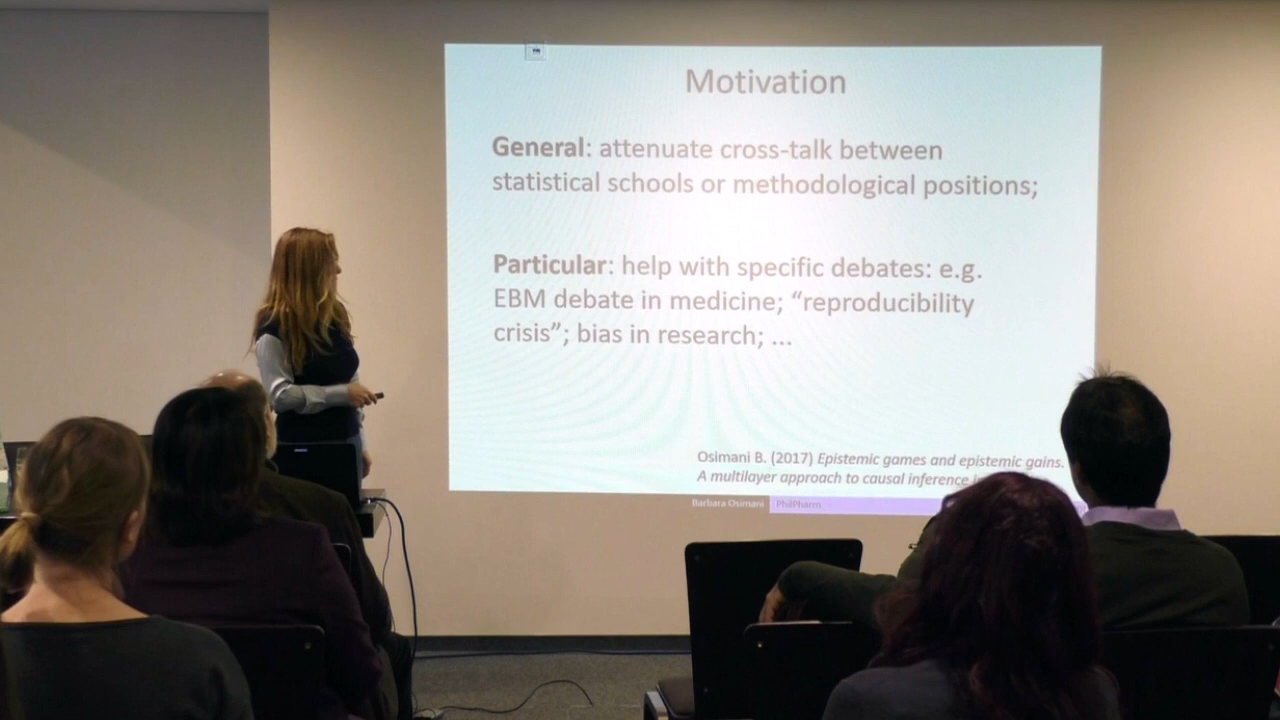 Motivation
General: attenuate cross-talk between
statistical schools or methodological positions;
Particular: help with specific debates: e.g.
EBM debate in medicine; “reproducibility
crisis”; bias in research; ...
Osimani B. (2017) Epistemic games and epistemic gains.
A multilayer approach to causal inference
Barbara Osimani PhilPharm